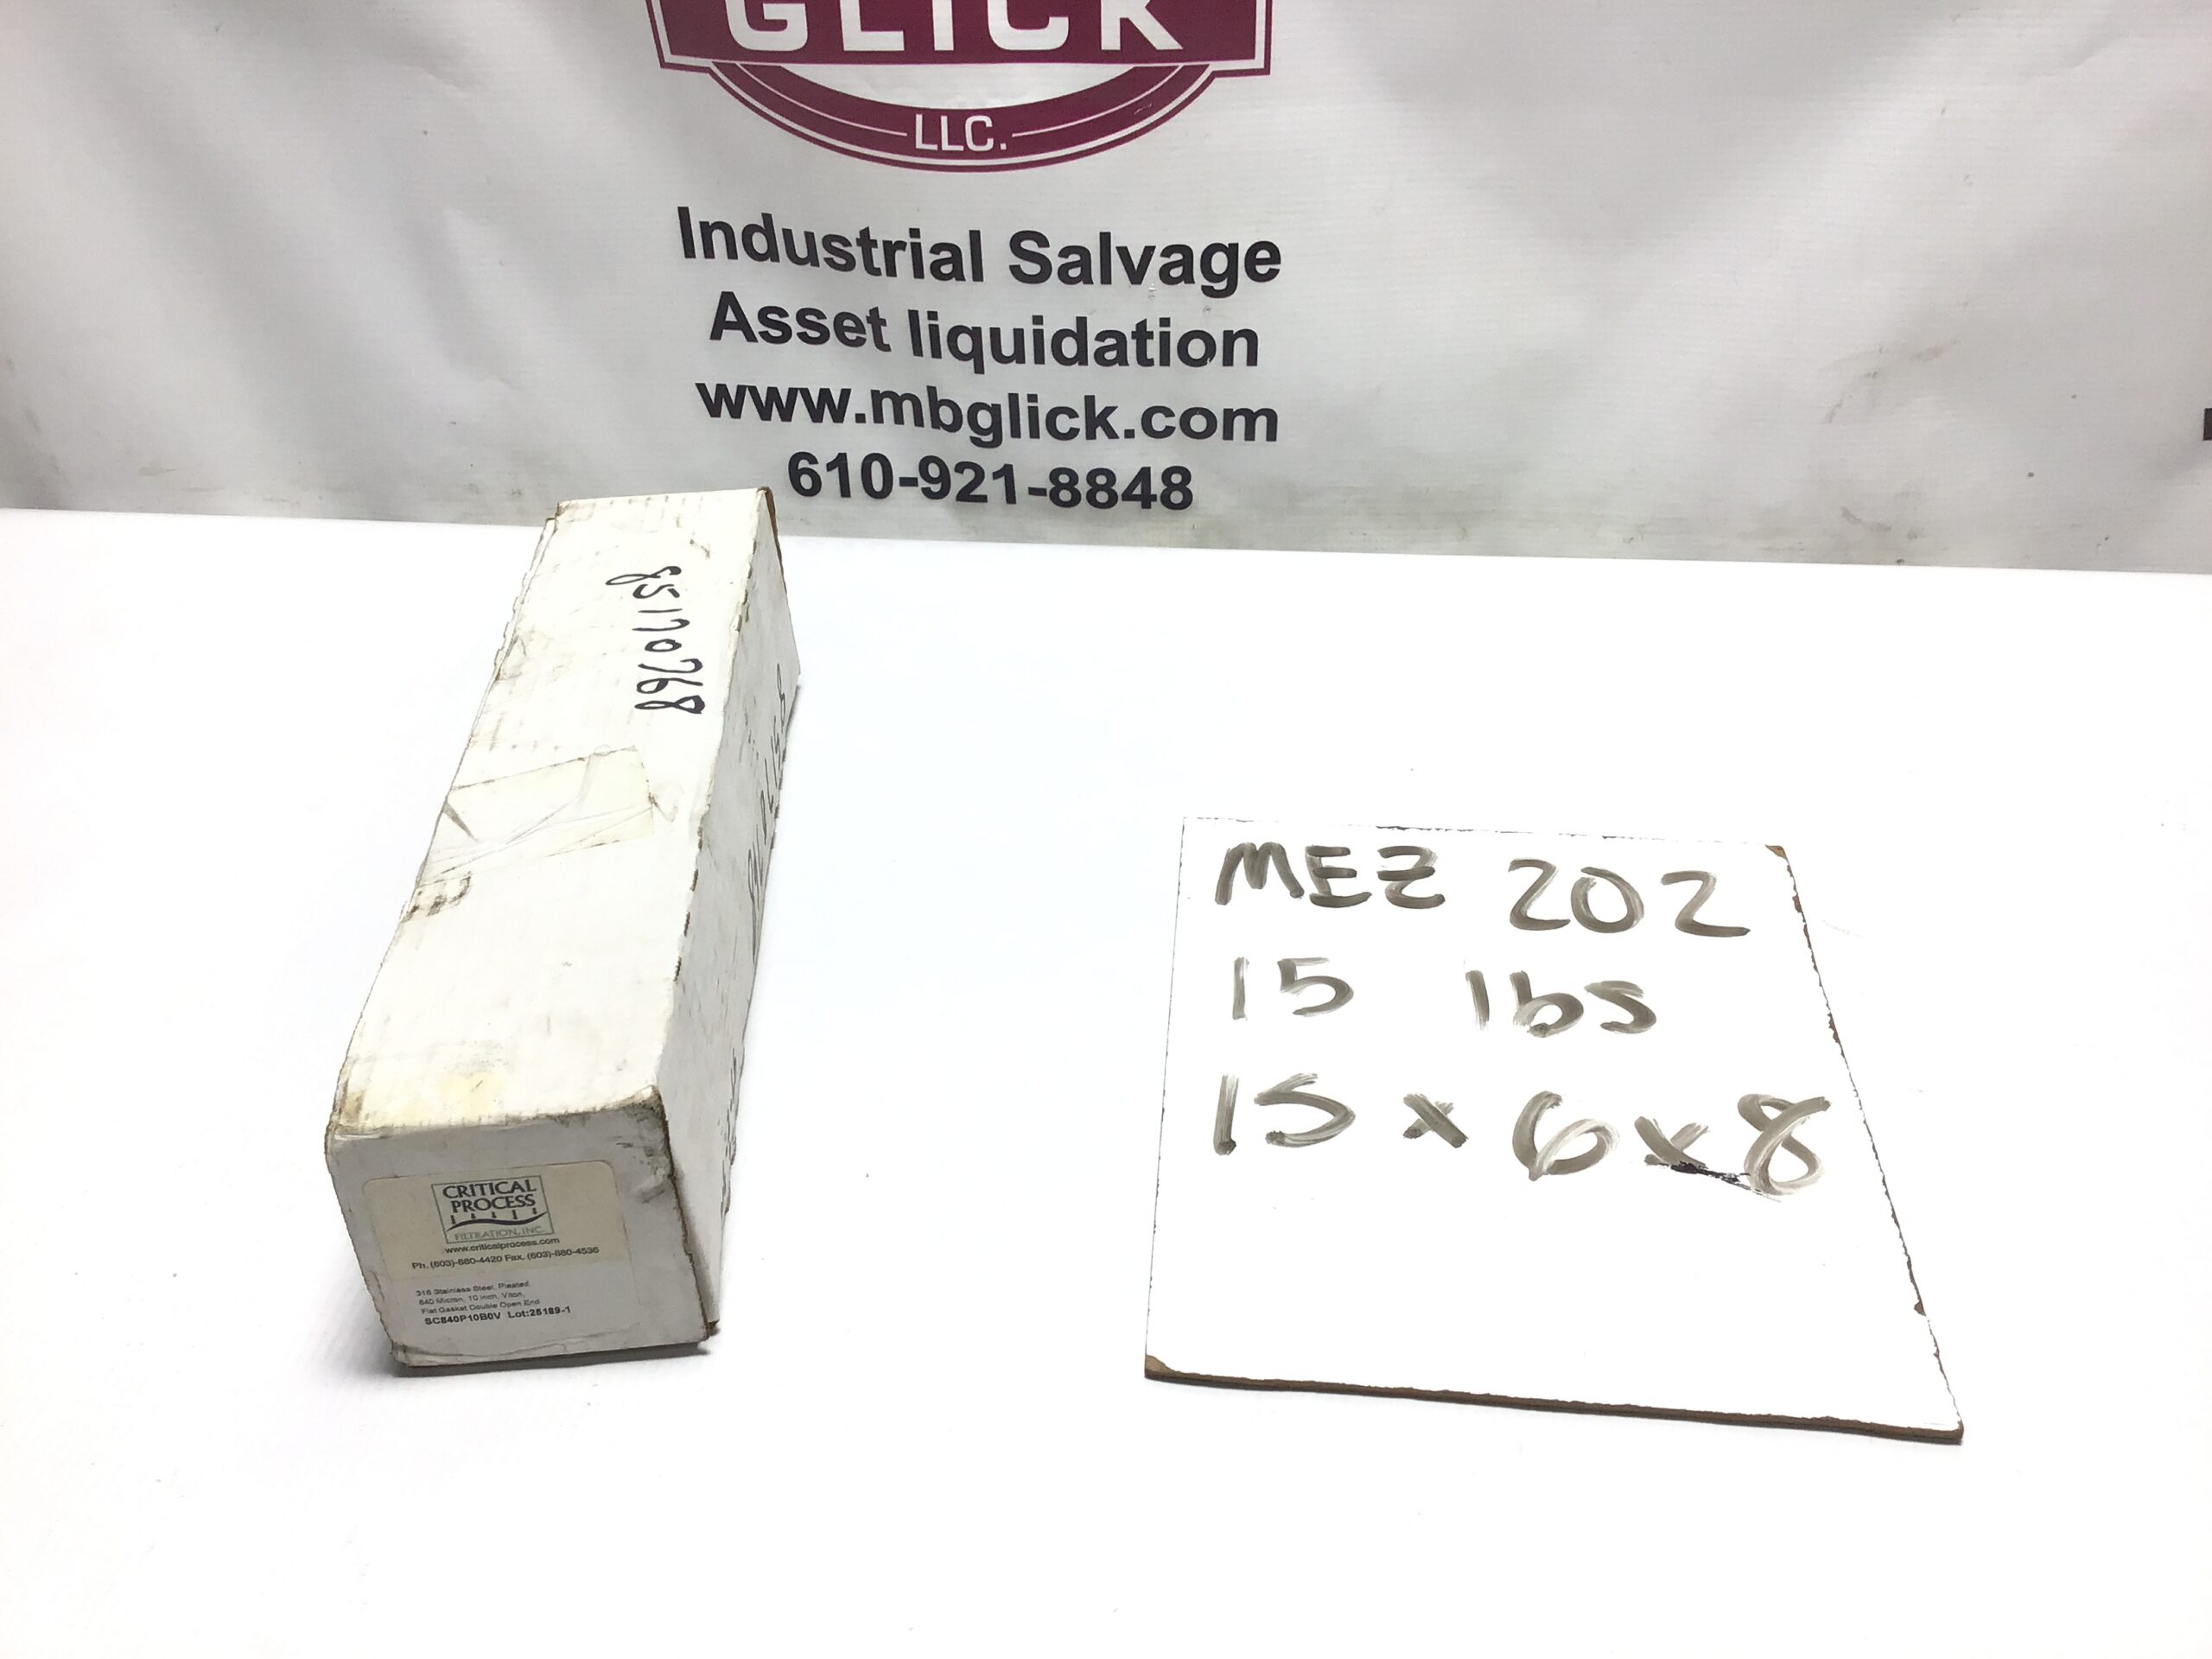 GLICK
LLC.
Industrial Salvage
Asset liquidation
www.mbglick.com
610-921-8848
85170768
MEZ 202
15 lbs
15 x 6 x 8
CRITICAL
PROCESS
FILTRATION, INC.
www.criticalprocess.com
Ph. (603)-880-4420 Fax. (603)-880-4536
316 Stainless Steel, Pleated,
840 Micron, 10 inch, Viton,
Flat Gasket Double Open End
SC840P10B0V Lot:25189-1